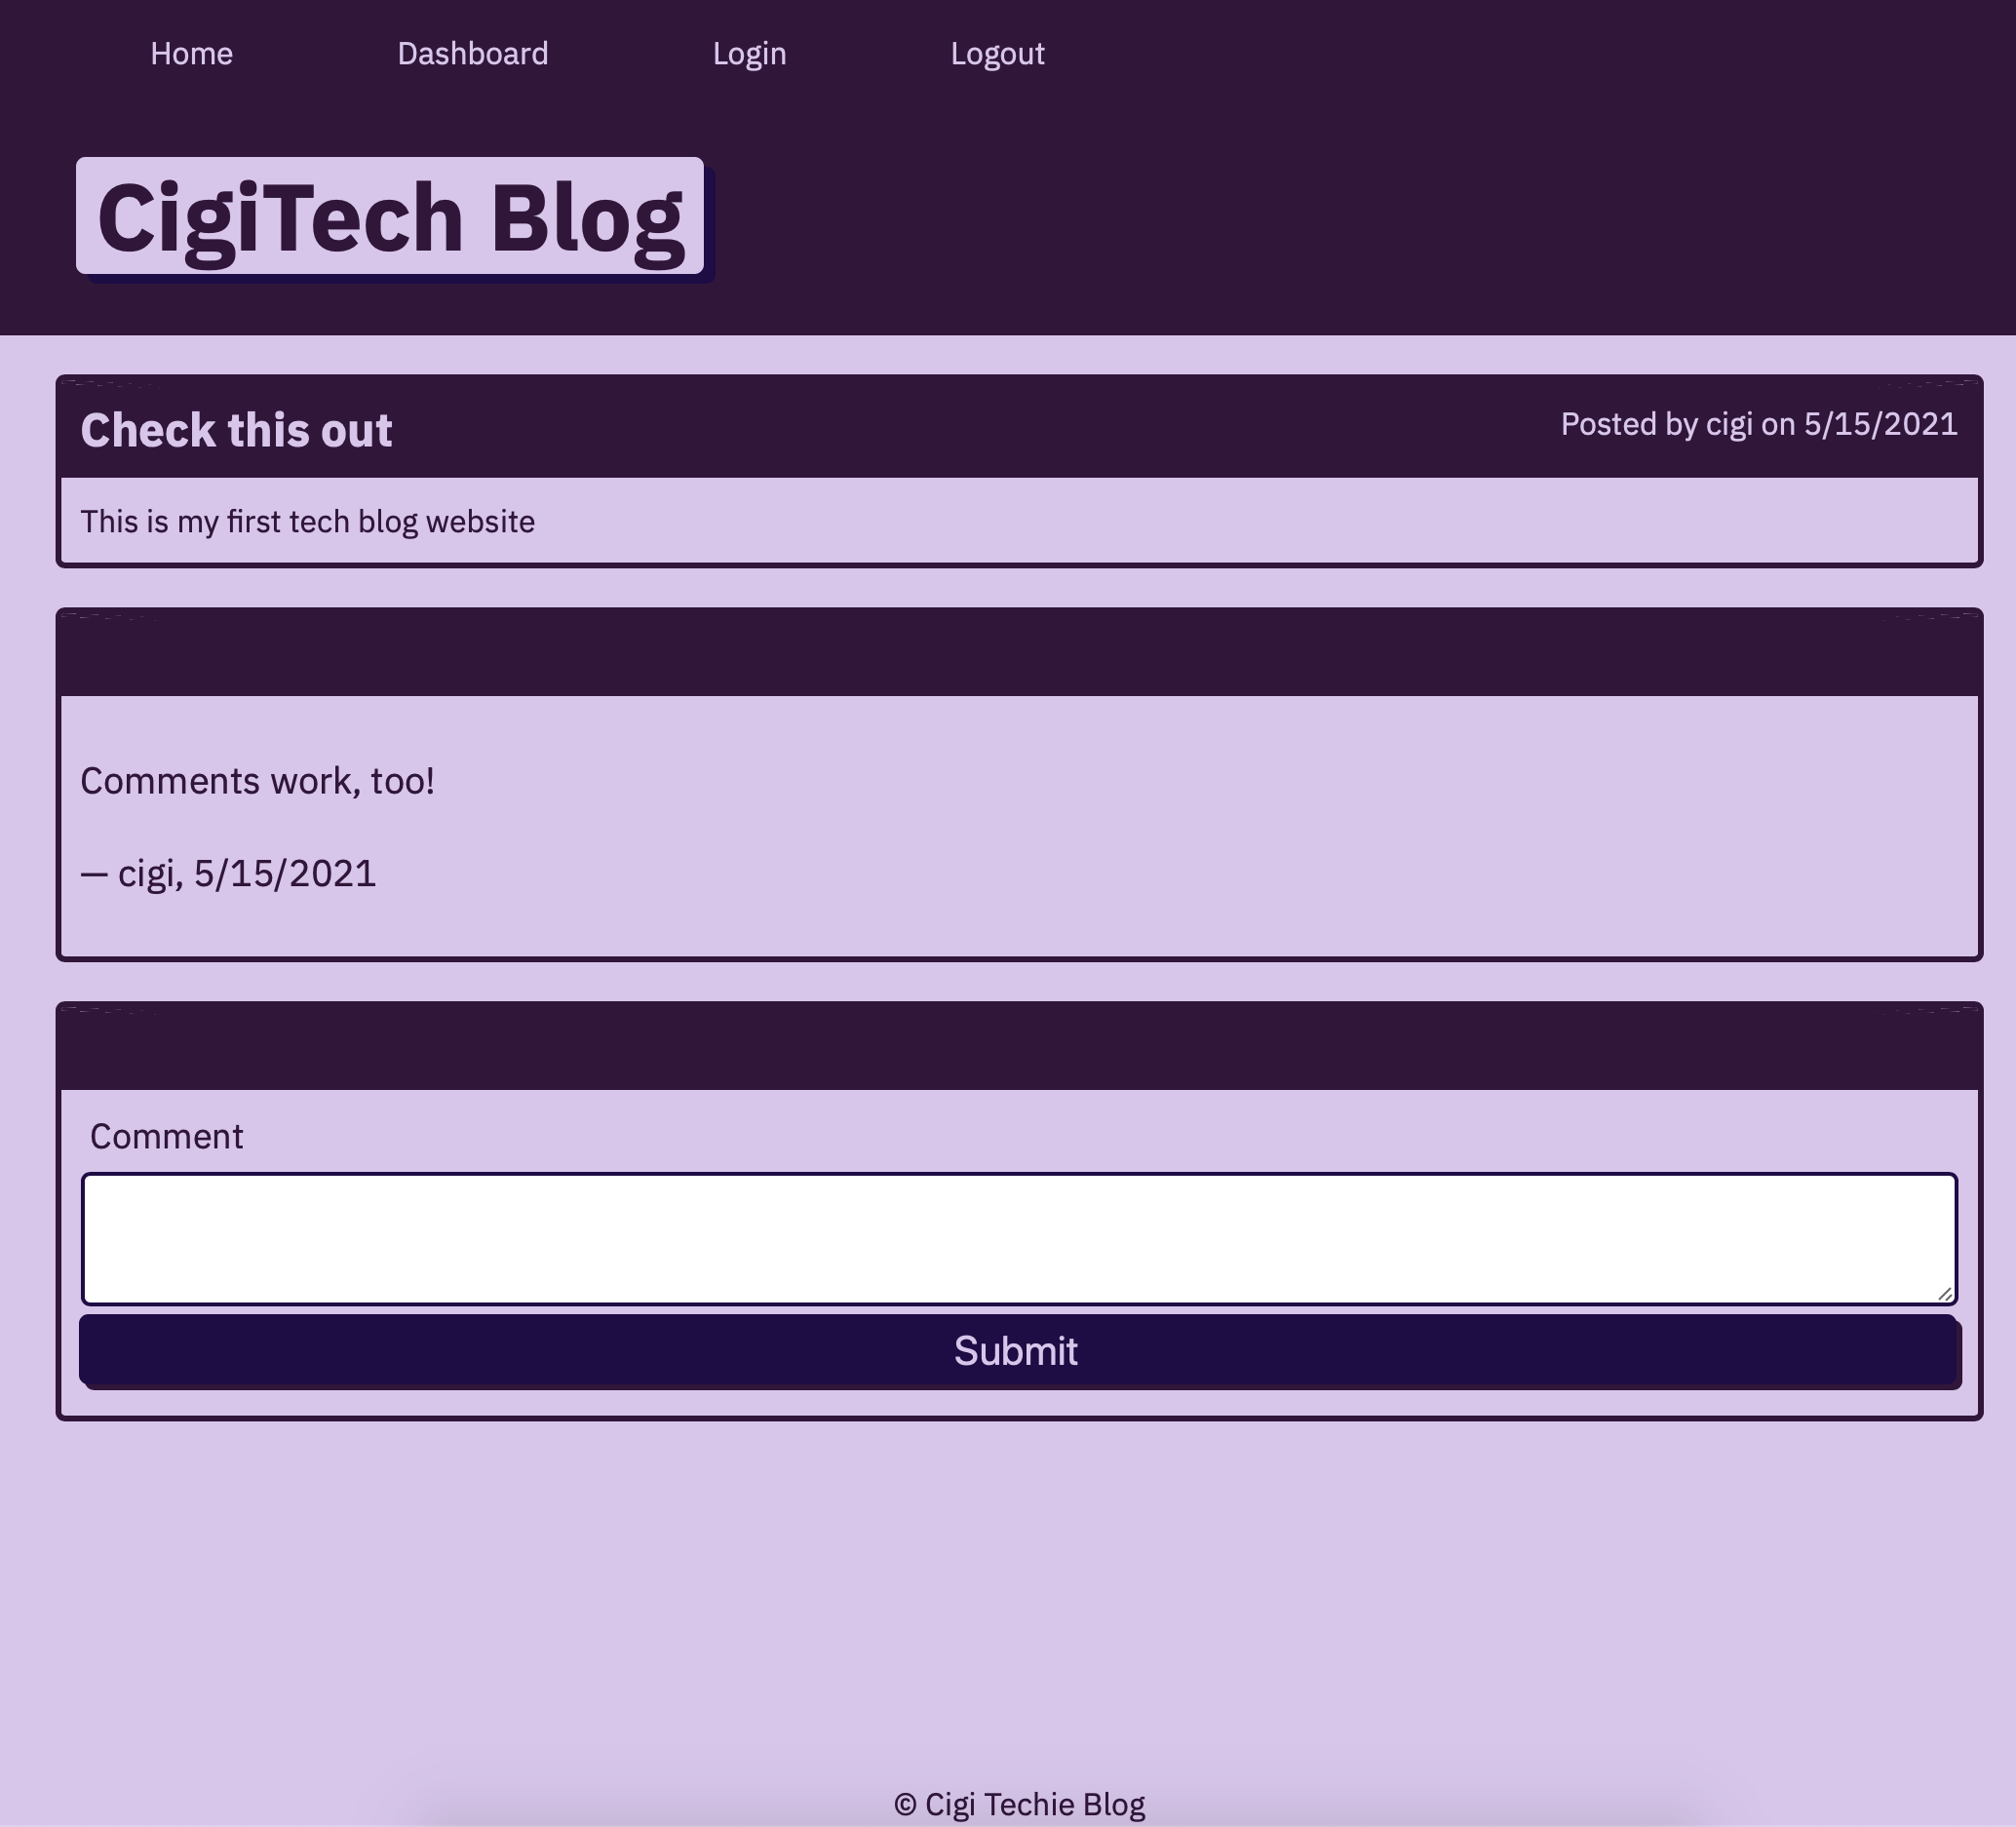 Home Dashboard Login Logout
CigiTech Blog
Check this out
Posted by cigi on 5/15/2021
This is my first tech blog website
Comments work, too!
— cigi, 5/15/2021
Comment
Submit
© Cigi Techie Blog